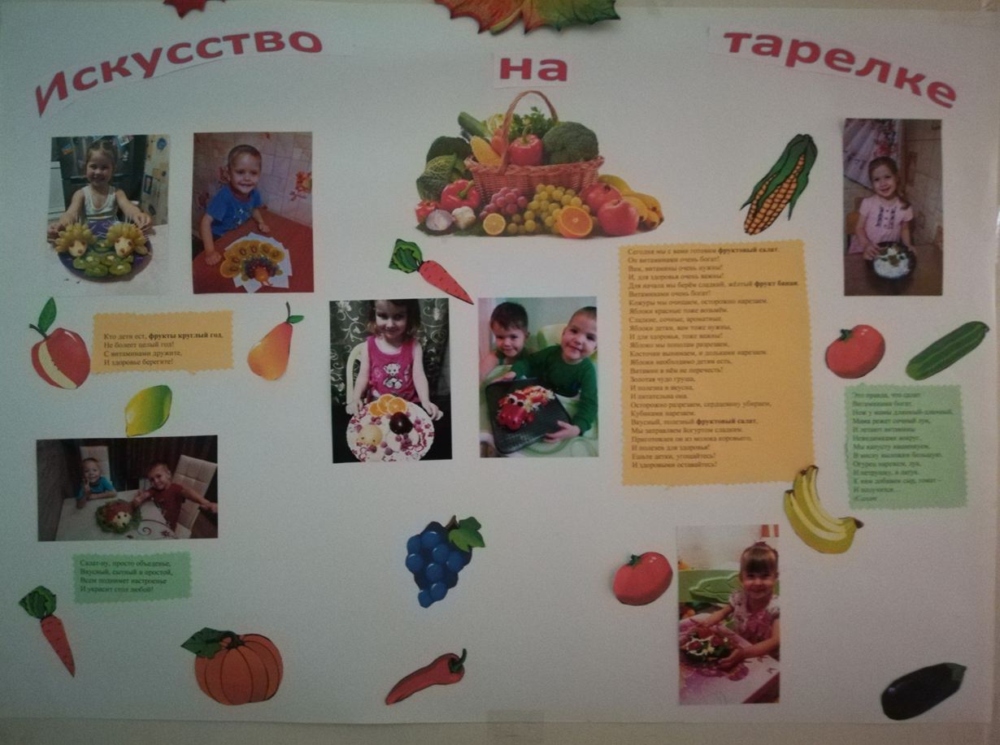 Искусство на тарелке
Кто дети ест, фрукты круглый год,
Не болеет целый год!
С витаминами дружите,
И здоровье берегите!
Салат-ну, просто объеденье,
Вкусный, сытный и простой,
Всем поднимет настроенье
И украсит стол любой!
Сегодня мы с вами готовим фруктовый салат.
Он витаминами очень богат!
Вам, витамины очень нужны!
И, для здоровья очень важны!
Для начала мы берём сладкий, жёлтый фрукт банан.
Витаминами очень богат!
Кожуры мы очищаем, осторожно нарезаем.
Яблоки красные тоже возьмём.
Сладкие, сочные, ароматные.
Яблоки детки, вам тоже нужны,
И для здоровья, тоже важны!
Яблоко мы пополам разрезаем,
Косточки вынимаем, и дольками нарезаем.
Яблоки необходимо детям есть,
Витамин в нём не перечесть!
Золотая чудо груша,
И полезна и вкусна,
И питательна она.
Осторожно разрезаем, сердцевину убираем,
Кубиками нарезаем.
Вкусный, полезный фруктовый салат,
Мы заправляем йогуртом сладким.
Приготовлен он из молока коровьего,
И полезен для здоровья!
Ешьте детки, угощайтесь!
И здоровыми оставайтесь!
Это правда, что салат
Витаминами богат.
Нож у мамы длинный-длинный,
Мама режет сочный лук,
И летают витамины
Невидимками вокруг.
Мы капусту нашинкуем,
В миску выложим большую.
Огурец нарежем, лук,
И петрушку, и латук.
К ним добавим сыр, томат –
И получится…